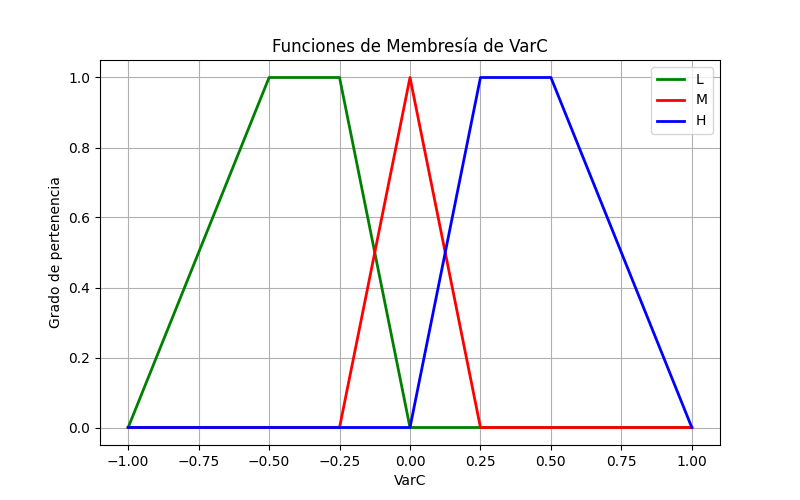 Funciones de Membresía de VarC
L
M
H
Grado de pertenencia
1.0
0.8
0.6
0.4
0.2
0.0
−1.00 −0.75 −0.50 −0.25 0.00 0.25 0.50 0.75 1.00
VarC